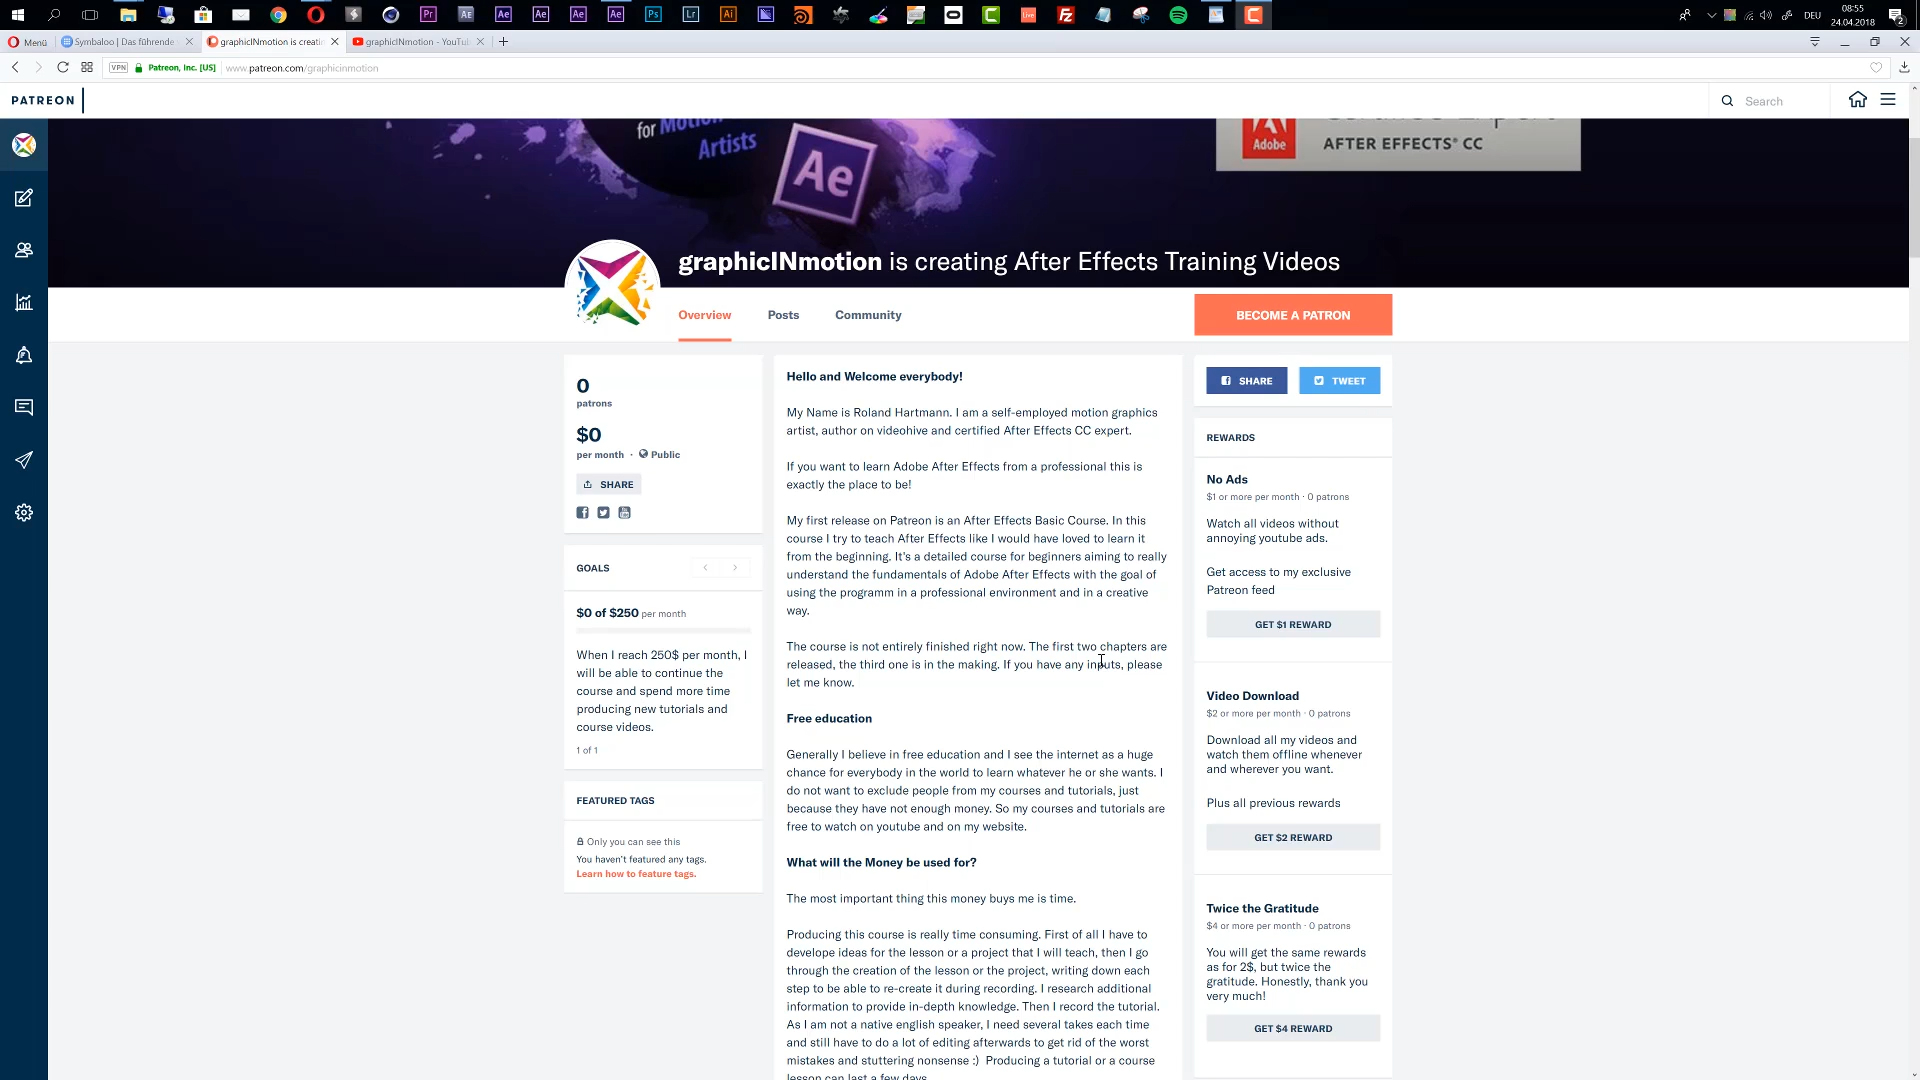 08:55
DEU
24.04.2018
Menü
Symbaloo | Das führende
graphicINmotion is creati
graphicINmotion - YouTu
VPN
Patreon, Inc. [US]
www.patreon.com/graphicinmotion
PATREON
Search
for Motion
Artists
Ae
Adobe
AFTER EFFECTS® CC
graphicINmotion is creating After Effects Training Videos
Overview
Posts
Community
BECOME A PATRON
0
patrons
$0
per month · Public
SHARE
GOALS
$0 of $250 per month
When I reach 250$ per month, I
will be able to continue the
course and spend more time
producing new tutorials and
course videos.
1 of 1
FEATURED TAGS
Only you can see this
You haven't featured any tags.
Learn how to feature tags.
Hello and Welcome everybody!
My Name is Roland Hartmann. I am a self-employed motion graphics
artist, author on videohive and certified After Effects CC expert.
If you want to learn Adobe After Effects from a professional this is
exactly the place to be!
My first release on Patreon is an After Effects Basic Course. In this
course I try to teach After Effects like I would have loved to learn it
from the beginning. It's a detailed course for beginners aiming to really
understand the fundamentals of Adobe After Effects with the goal of
using the programm in a professional environment and in a creative
way.
The course is not entirely finished right now. The first two chapters are
released, the third one is in the making. If you have any inputs, please
let me know.
Free education
Generally I believe in free education and I see the internet as a huge
chance for everybody in the world to learn whatever he or she wants. I
do not want to exclude people from my courses and tutorials, just
because they have not enough money. So my courses and tutorials are
free to watch on youtube and on my website.
What will the Money be used for?
The most important thing this money buys me is time.
Producing this course is really time consuming. First of all I have to
develope ideas for the lesson or a project that I will teach, then I go
through the creation of the lesson or the project, writing down each
step to be able to re-create it during recording. I research additional
information to provide in-depth knowledge. Then I record the tutorial.
As I am not a native english speaker, I need several takes each time
and still have to do a lot of editing afterwards to get rid of the worst
mistakes and stuttering nonsense :)  Producing a tutorial or a course
lesson can last a few days.
SHARE
TWEET
REWARDS
No Ads
$1 or more per month · 0 patrons
Watch all videos without
annoying youtube ads.
Get access to my exclusive
Patreon feed
GET $1 REWARD
Video Download
$2 or more per month · 0 patrons
Download all my videos and
watch them offline whenever
and wherever you want.
Plus all previous rewards
GET $2 REWARD
Twice the Gratitude
$4 or more per month · 0 patrons
You will get the same rewards
as for 2$, but twice the
gratitude. Honestly, thank you
very much!
GET $4 REWARD